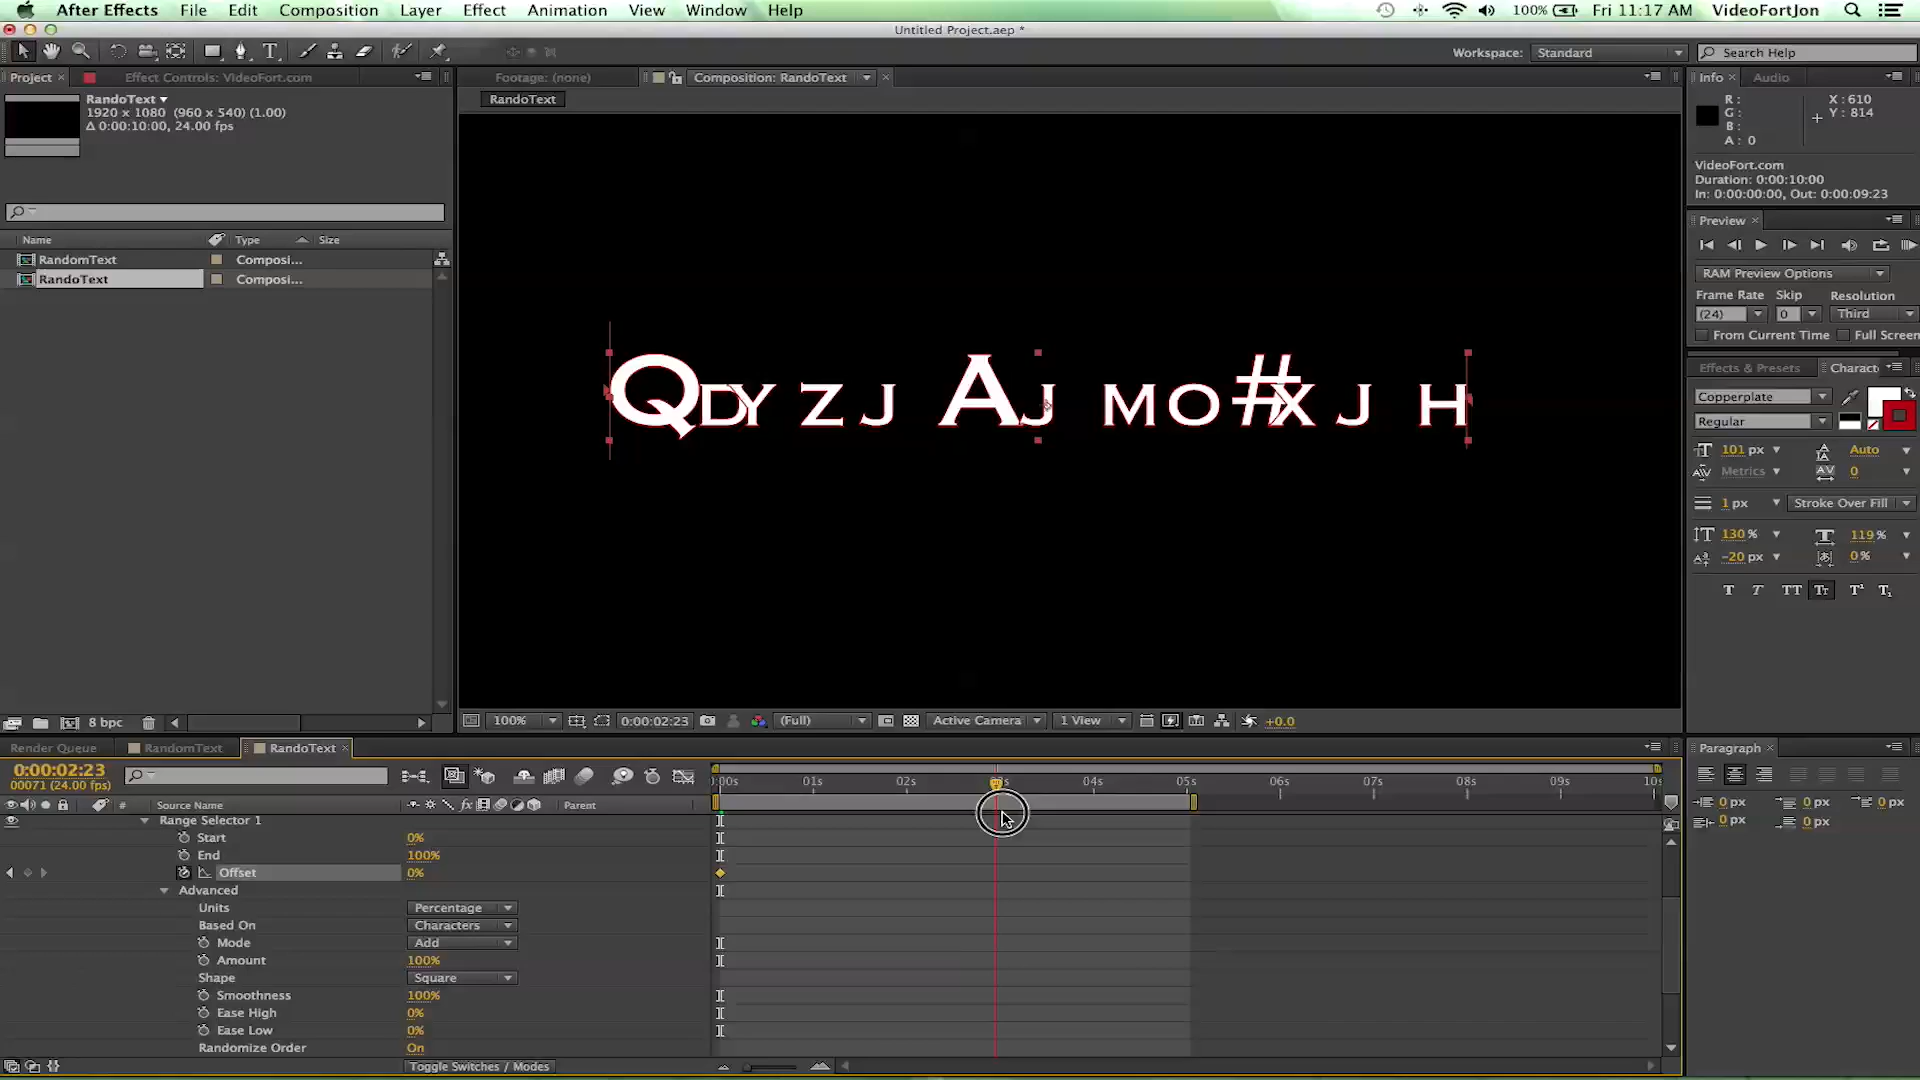 After Effects File Edit Composition Layer Effect Animation View Window Help 100% Fri 11:17 AM VideoFortJon
Untitled Project.aep *
Workspace: Standard Search Help
Project Effect Controls: VideoFort.com
RandoText
1920 x 1080 (960 x 540) (1.00)
Δ 0:00:10:00, 24.00 fps
Name Type Size
RandomText Composi...
RandoText Composi...
8 bpc
Footage: (none) Composition: RandoText
RandoText
QDY ZJ AJ MO#XJ H
100% 0:00:02:23 (Full) Active Camera 1 View +0.0
Info Audio
R: X: 610
G: Y: 814
B:
A: 0
VideoFort.com
Duration: 0:00:10:00
In: 0:00:00:00, Out: 0:00:09:23
Preview
RAM Preview Options
Frame Rate Skip Resolution
(24) 0 Third
From Current Time Full Screen
Effects & Presets Charact
Copperplate
Regular
101 px Auto
Metrics 0
1 px Stroke Over Fill
130 % 119 %
-20 px 0 %
T T TT Tr T¹ T₁
Render Queue RandomText RandoText
0:00:02:23
00071 (24.00 fps)
:00s 01s 02s 03s 04s 05s 06s 07s 08s 09s 10s
# Source Name fx Parent
Range Selector 1
Start 0%
End 100%
Offset 0%
Advanced
Units Percentage
Based On Characters
Mode Add
Amount 100%
Shape Square
Smoothness 100%
Ease High 0%
Ease Low 0%
Randomize Order On
Toggle Switches / Modes
Paragraph
0 px 0 px 0 px
0 px 0 px